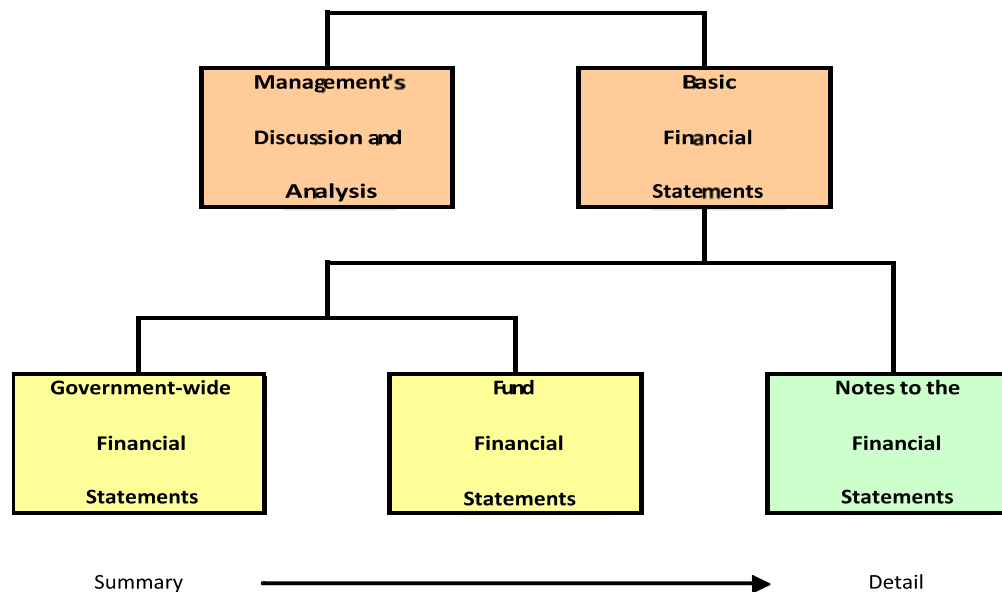 Management's
Discussion and
Analysis
Basic
Financial
Statements
Government-wide
Financial
Statements
Fund
Financial
Statements
Notes to the
Financial
Statements
Summary
Detail